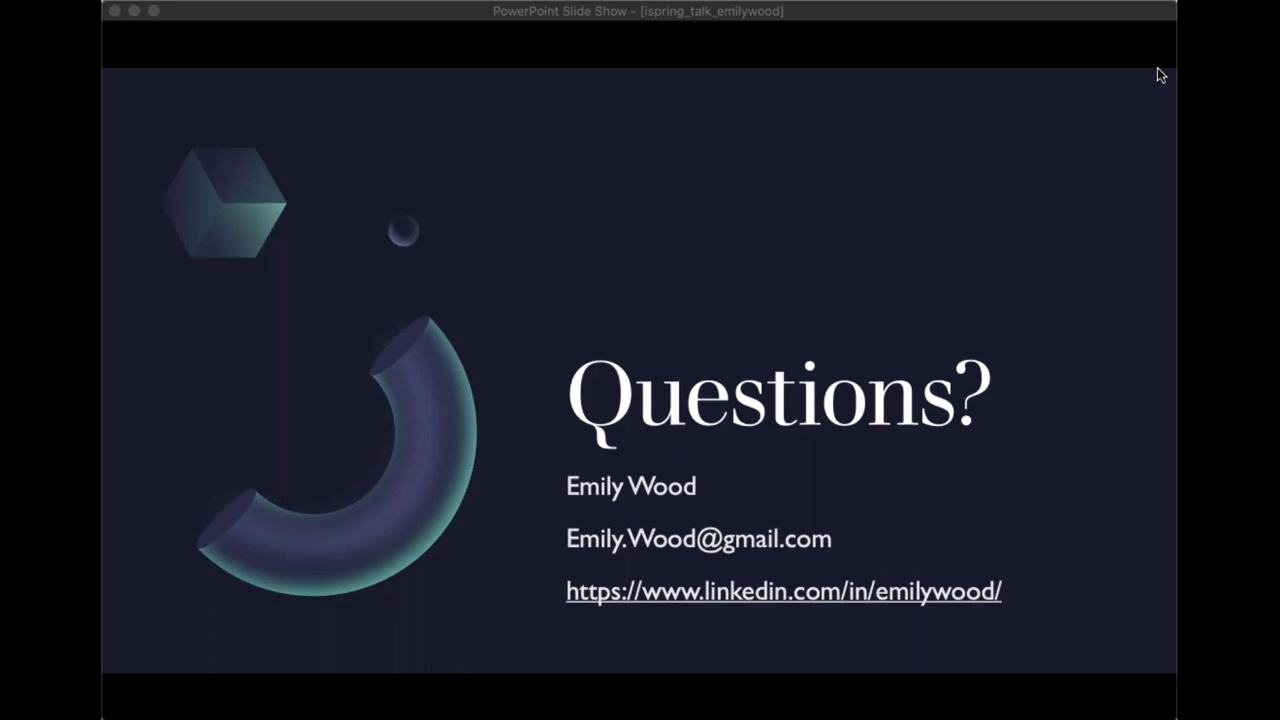 PowerPoint Slide Show - [ispring_talk_emilywood]
Questions?
Emily Wood
Emily.Wood@gmail.com
https://www.linkedin.com/in/emilywood/